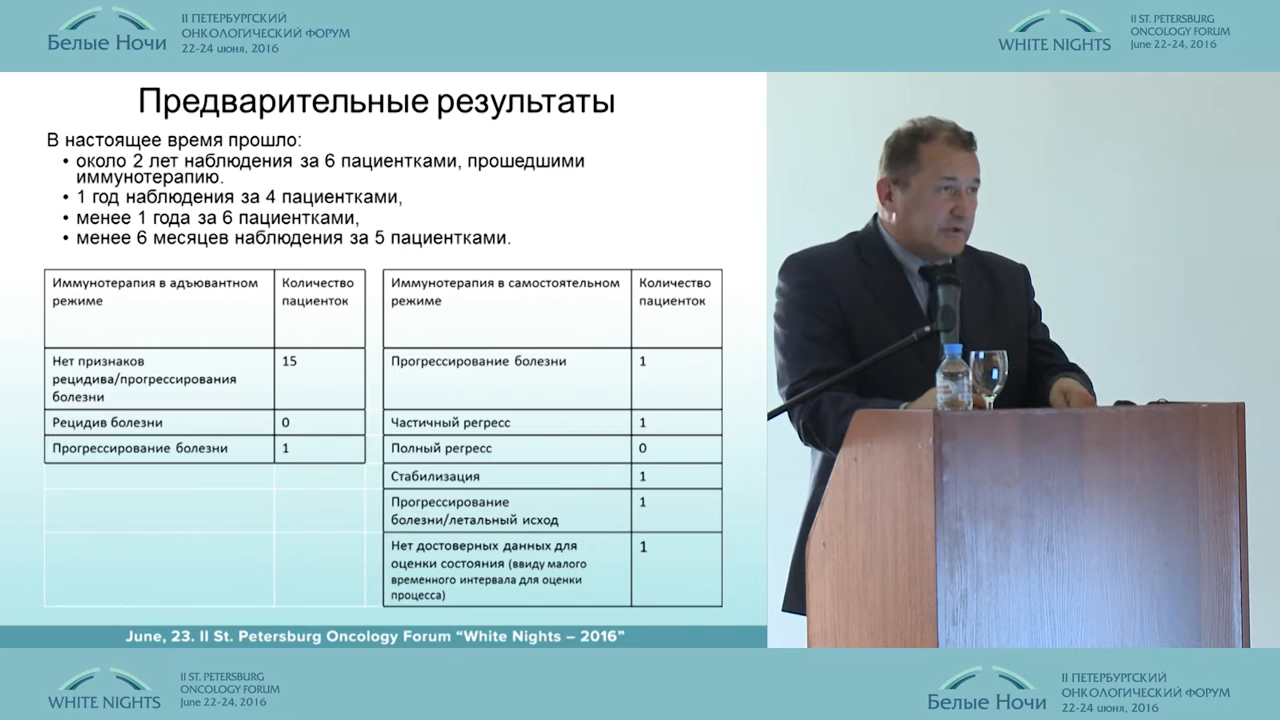 Белые Ночи
II ПЕТЕРБУРГСКИЙ
ОНКОЛОГИЧЕСКИЙ ФОРУМ
22-24 июня, 2016
WHITE NIGHTS
II ST. PETERSBURG
ONCOLOGY FORUM
June 22-24, 2016
Предварительные результаты
В настоящее время прошло:
• около 2 лет наблюдения за 6 пациентками, прошедшими
иммунотерапию.
• 1 год наблюдения за 4 пациентками,
• менее 1 года за 6 пациентками,
• менее 6 месяцев наблюдения за 5 пациентками.
Иммунотерапия в адъювантном
режиме
Количество
пациенток
Нет признаков
рецидива/прогрессирования
болезни
15
Рецидив болезни
0
Прогрессирование болезни
1
Иммунотерапия в самостоятельном
режиме
Количество
пациенток
Прогрессирование болезни
1
Частичный регресс
1
Полный регресс
0
Стабилизация
1
Прогрессирование
болезни/летальный исход
1
Нет достоверных данных для
оценки состояния (ввиду малого
временного интервала для оценки
процесса)
1
June, 23. II St. Petersburg Oncology Forum “White Nights – 2016”
WHITE NIGHTS
II ST. PETERSBURG
ONCOLOGY FORUM
June 22-24, 2016
Белые Ночи
II ПЕТЕРБУРГСКИЙ
ОНКОЛОГИЧЕСКИЙ ФОРУМ
22-24 июня, 2016